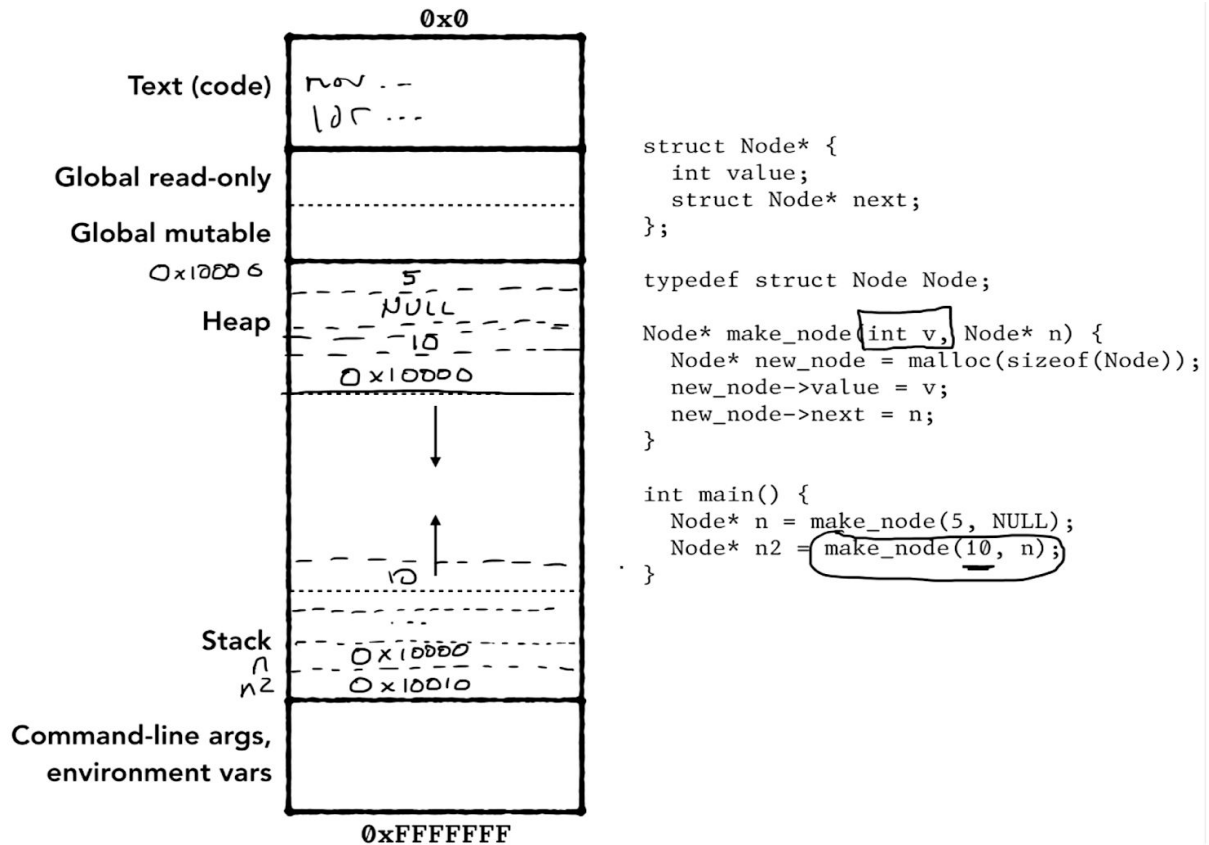 0x0
Text (code)
mov ...
ldr ...
Global read-only
Global mutable
0x10000
5
NULL
Heap
10
0x10000
10
...
Stack
n 0x10000
n2 0x10010
Command-line args,
environment vars
0xFFFFFFF
struct Node* {
int value;
struct Node* next;
};
typedef struct Node Node;
Node* make_node(int v, Node* n) {
Node* new_node = malloc(sizeof(Node));
new_node->value = v;
new_node->next = n;
}
int main() {
Node* n = make_node(5, NULL);
Node* n2 = make_node(10, n);
}